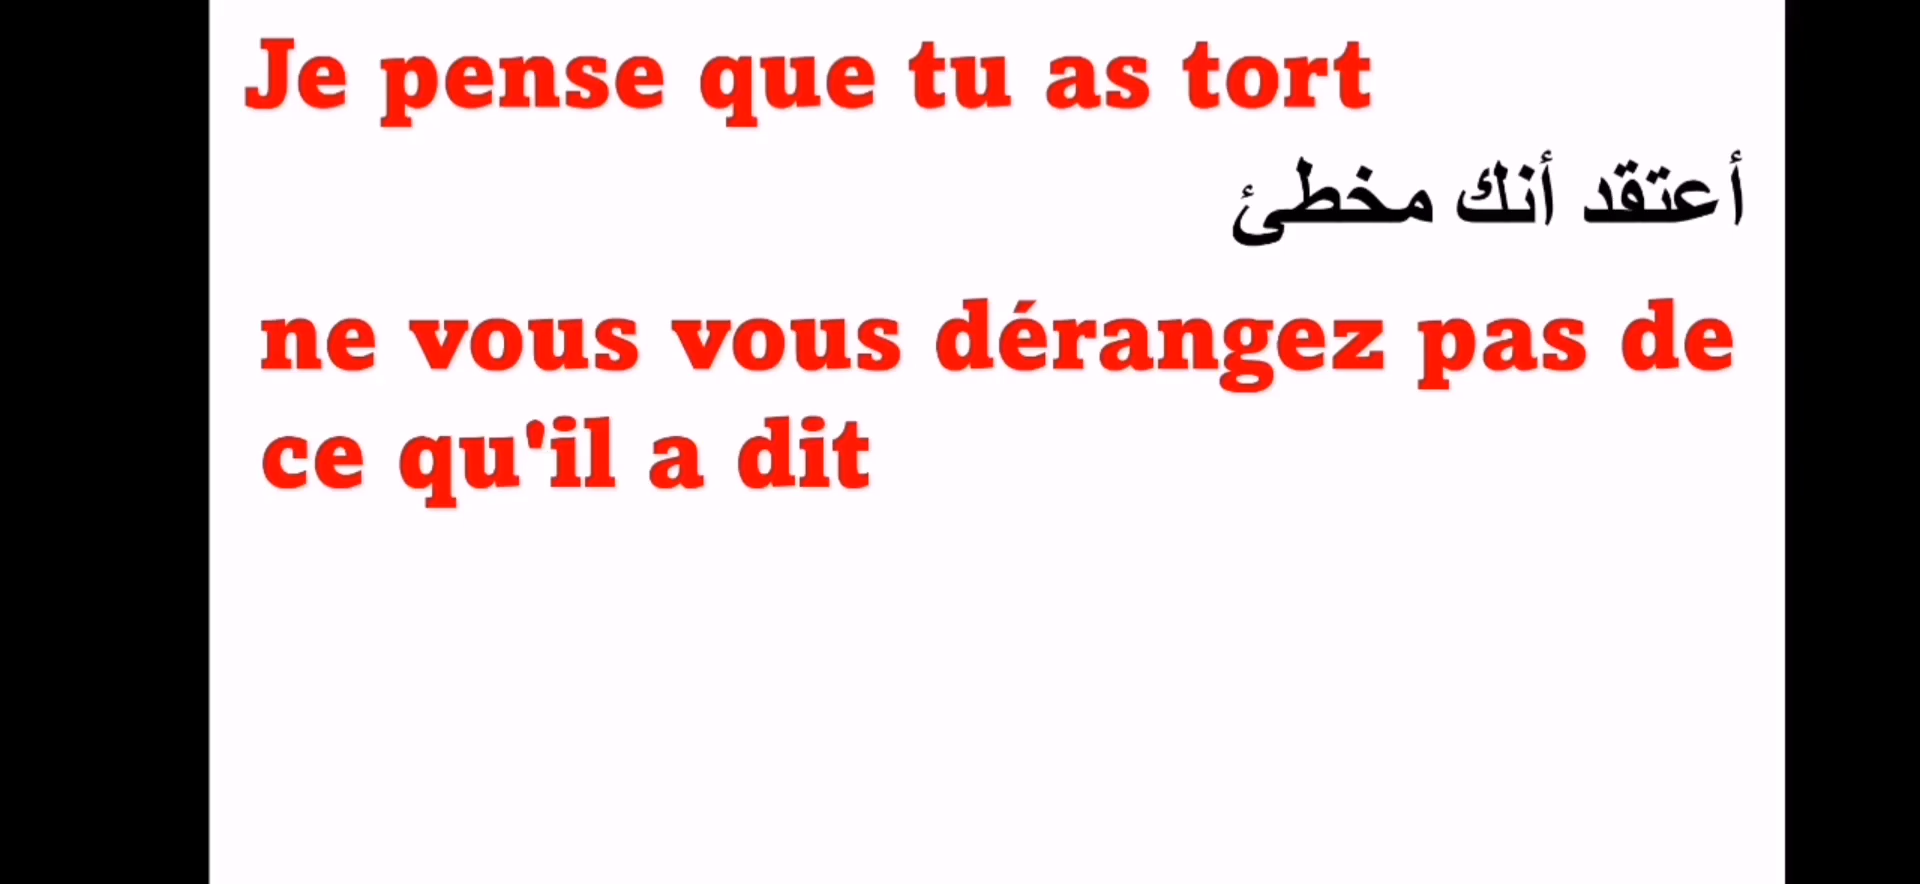 Je pense que tu as tort
أعتقد أنك مخطئ
ne vous vous dérangez pas de
ce qu'il a dit